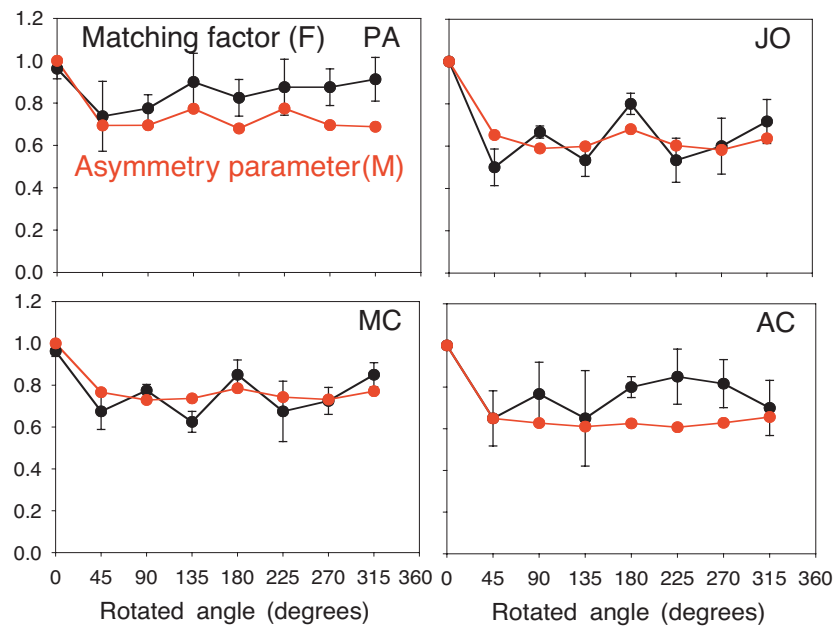 1.2
1.0
0.8
0.6
0.4
0.2
0.0
Matching factor (F) PA
Asymmetry parameter (M)
JO
1.2
1.0
0.8
0.6
0.4
0.2
0.0
MC
AC
0 45 90 135 180 225 270 315 360
0 45 90 135 180 225 270 315 360
Rotated angle (degrees)
Rotated angle (degrees)